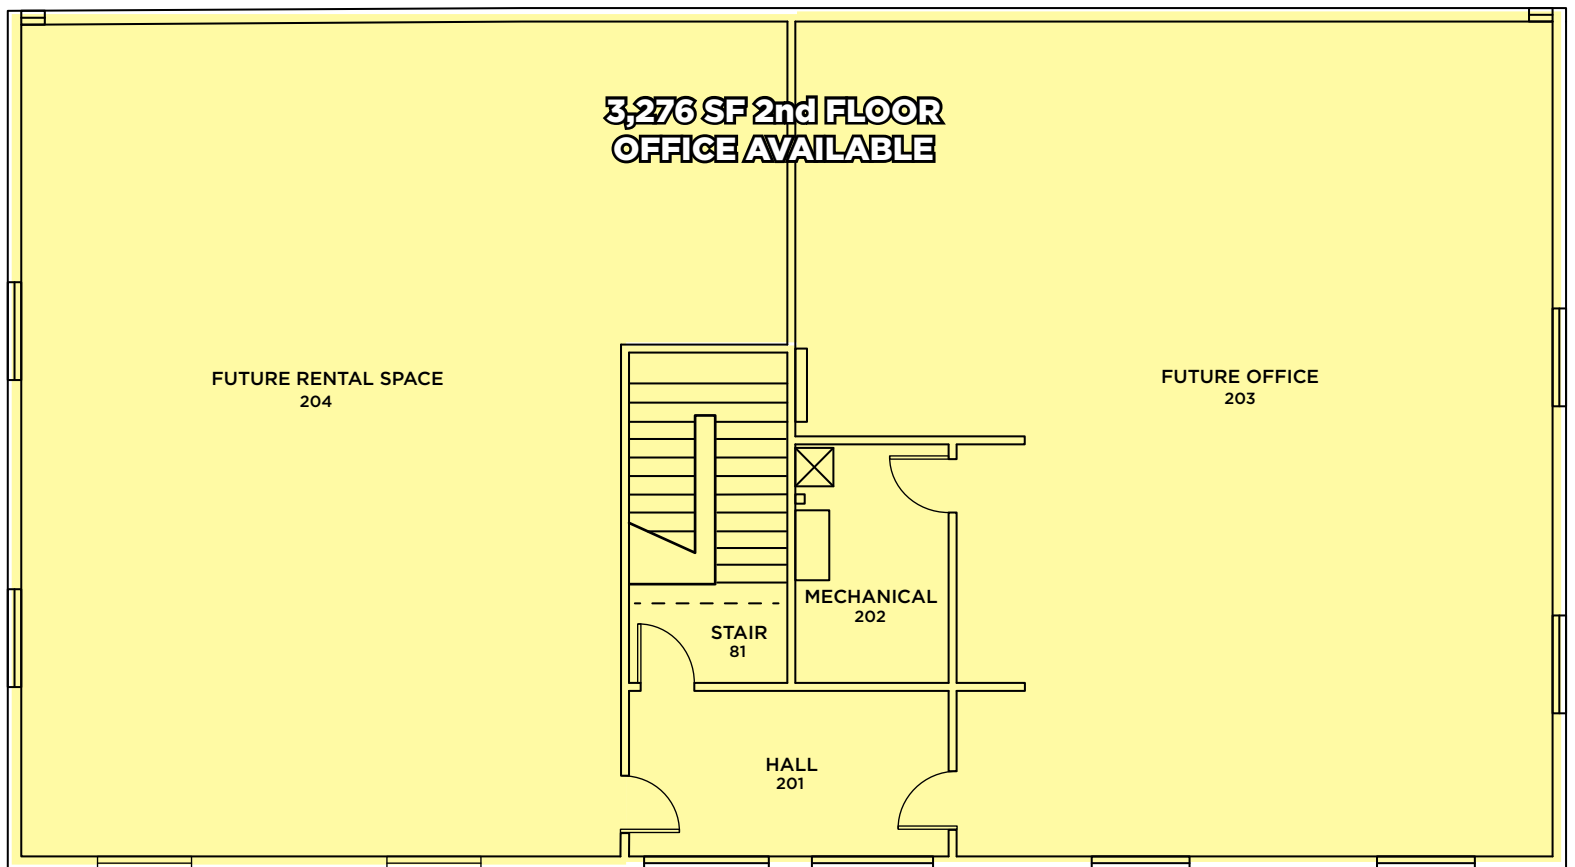 3,276 SF 2nd FLOOR
OFFICE AVAILABLE
FUTURE RENTAL SPACE
204
FUTURE OFFICE
203
MECHANICAL
202
STAIR
81
HALL
201